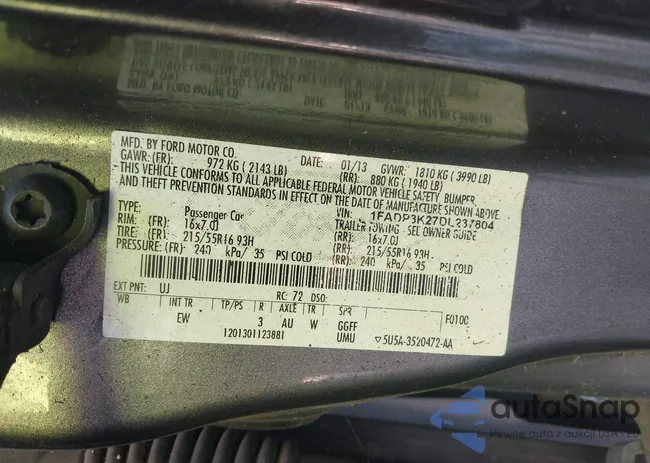 MFD. BY FORD MOTOR CO.
DATE: 01/13 GVWR: 1810 KG ( 3990 LB)
GAWR: (FR): 972 KG ( 2143 LB) (RR): 880 KG ( 1940 LB)
THIS VEHICLE CONFORMS TO ALL APPLICABLE FEDERAL MOTOR VEHICLE SAFETY, BUMPER,
AND THEFT PREVENTION STANDARDS IN EFFECT ON THE DATE OF MANUFACTURE SHOWN ABOVE.
VIN: 1FADP3K27DL237804
TYPE: Passenger Car TRAILER TOWING- SEE OWNER GUIDE
RIM: (FR): 16x7.0J (RR): 16x7.0J
TIRE: (FR): 215/55R16 93H (RR): 215/55R16 93H
PRESSURE: (FR): 240 kPa/ 35 PSI COLD (RR): 240 kPa/ 35 PSI COLD
EXT PNT: UJ RC: 72 DSO: F0100
WB INT TR TP/PS R AXLE TR SPR
EW 3 AU W GGFF
1201301123881 UMU ▽5U5A-3520472-AA
autoSnap
Pewne auto z aukcji USA i EU